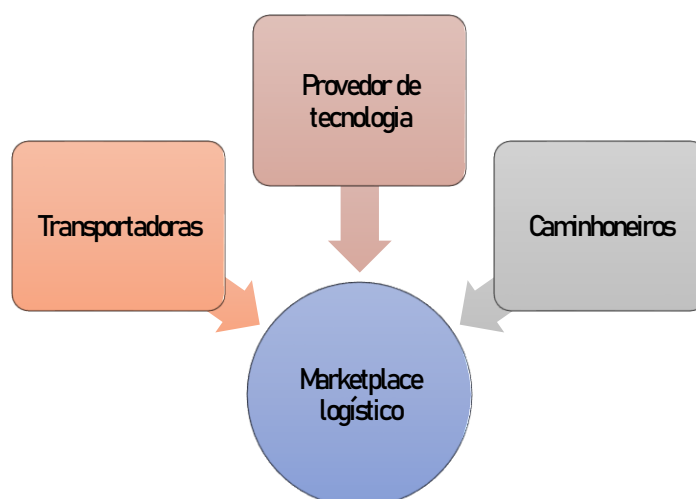 Provedor de
tecnologia
Transportadoras
Caminhoneiros
Marketplace
logístico